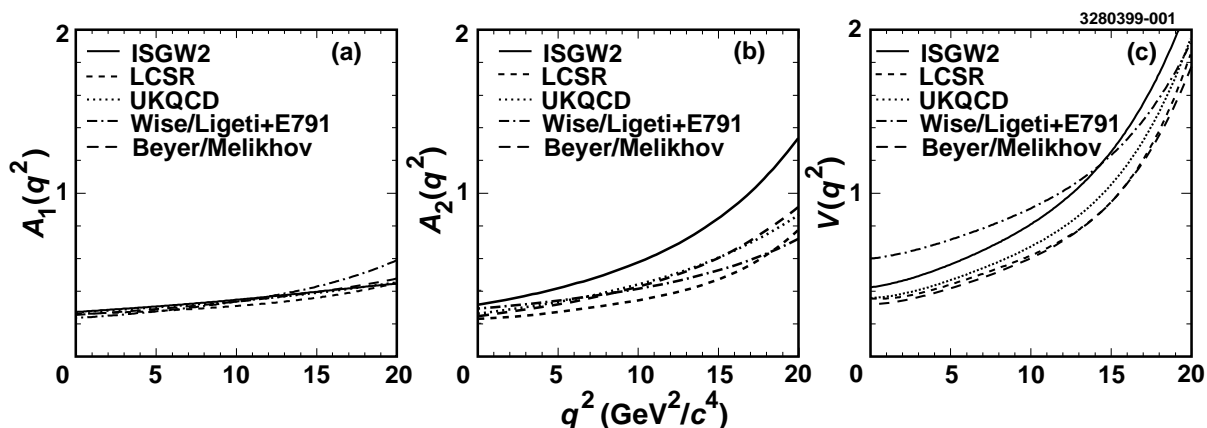 3280399-001
2
ISGW2
LCSR
UKQCD
Wise/Ligeti+E791
Beyer/Melikhov
(a)
A₁(q²)
1
0 5 10 15 20
2
ISGW2
LCSR
UKQCD
Wise/Ligeti+E791
Beyer/Melikhov
(b)
A₂(q²)
1
0 5 10 15 20
2
ISGW2
LCSR
UKQCD
Wise/Ligeti+E791
Beyer/Melikhov
(c)
V(q²)
1
0 5 10 15 20
q² (GeV²/c⁴)